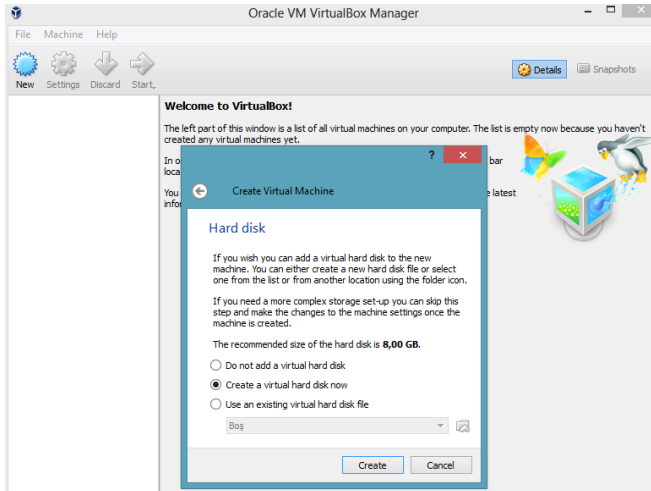 Oracle VM VirtualBox Manager
File Machine Help
New Settings Discard Start
Details Snapshots
Welcome to VirtualBox!
The left part of this window is a list of all virtual machines on your computer. The list is empty now because you haven't
created any virtual machines yet.
In o
bar
loca
You
e latest
infor
?
Create Virtual Machine
Hard disk
If you wish you can add a virtual hard disk to the new
machine. You can either create a new hard disk file or select
one from the list or from another location using the folder icon.
If you need a more complex storage set-up you can skip this
step and make the changes to the machine settings once the
machine is created.
The recommended size of the hard disk is 8,00 GB.
Do not add a virtual hard disk
Create a virtual hard disk now
Use an existing virtual hard disk file
Boş
Create Cancel